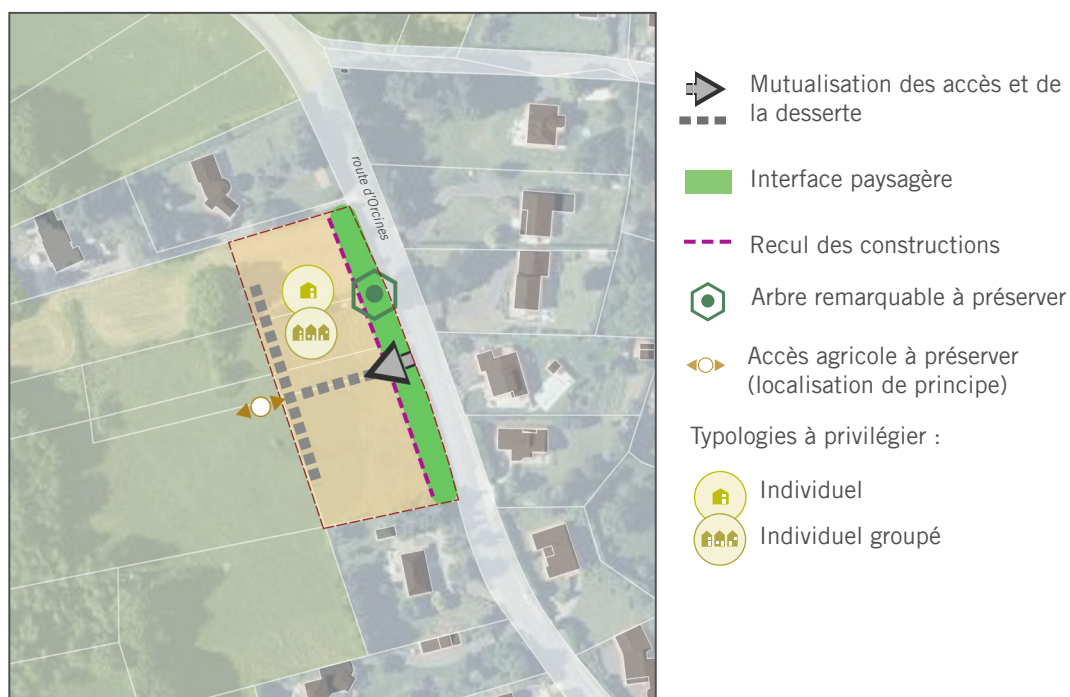 route d'Orcines
Mutualisation des accès et de
la desserte
Interface paysagère
Recul des constructions
Arbre remarquable à préserver
Accès agricole à préserver
(localisation de principe)
Typologies à privilégier :
Individuel
Individuel groupé